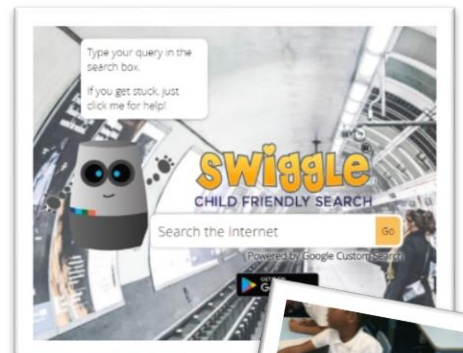 Type your query in the
search box.
If you get stuck, just
click me for help!
swiggle
CHILD FRIENDLY SEARCH
Search the Internet
Go
Powered by Google Custom Search